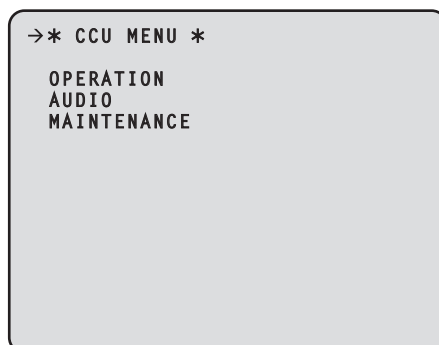 →* CCU MENU *
OPERATION
AUDIO
MAINTENANCE